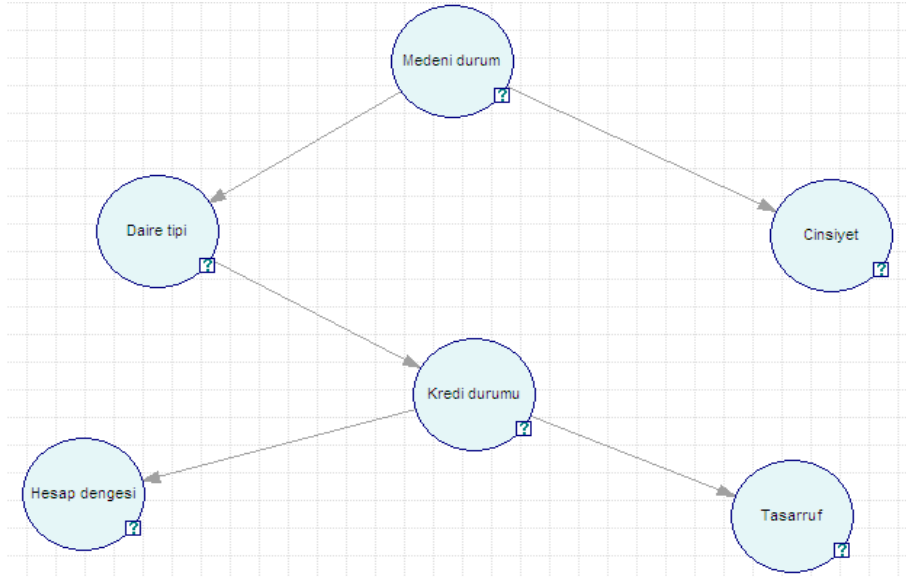 Medeni durum
?
Daire tipi
?
Cinsiyet
?
Kredi durumu
?
Hesap dengesi
?
Tasarruf
?